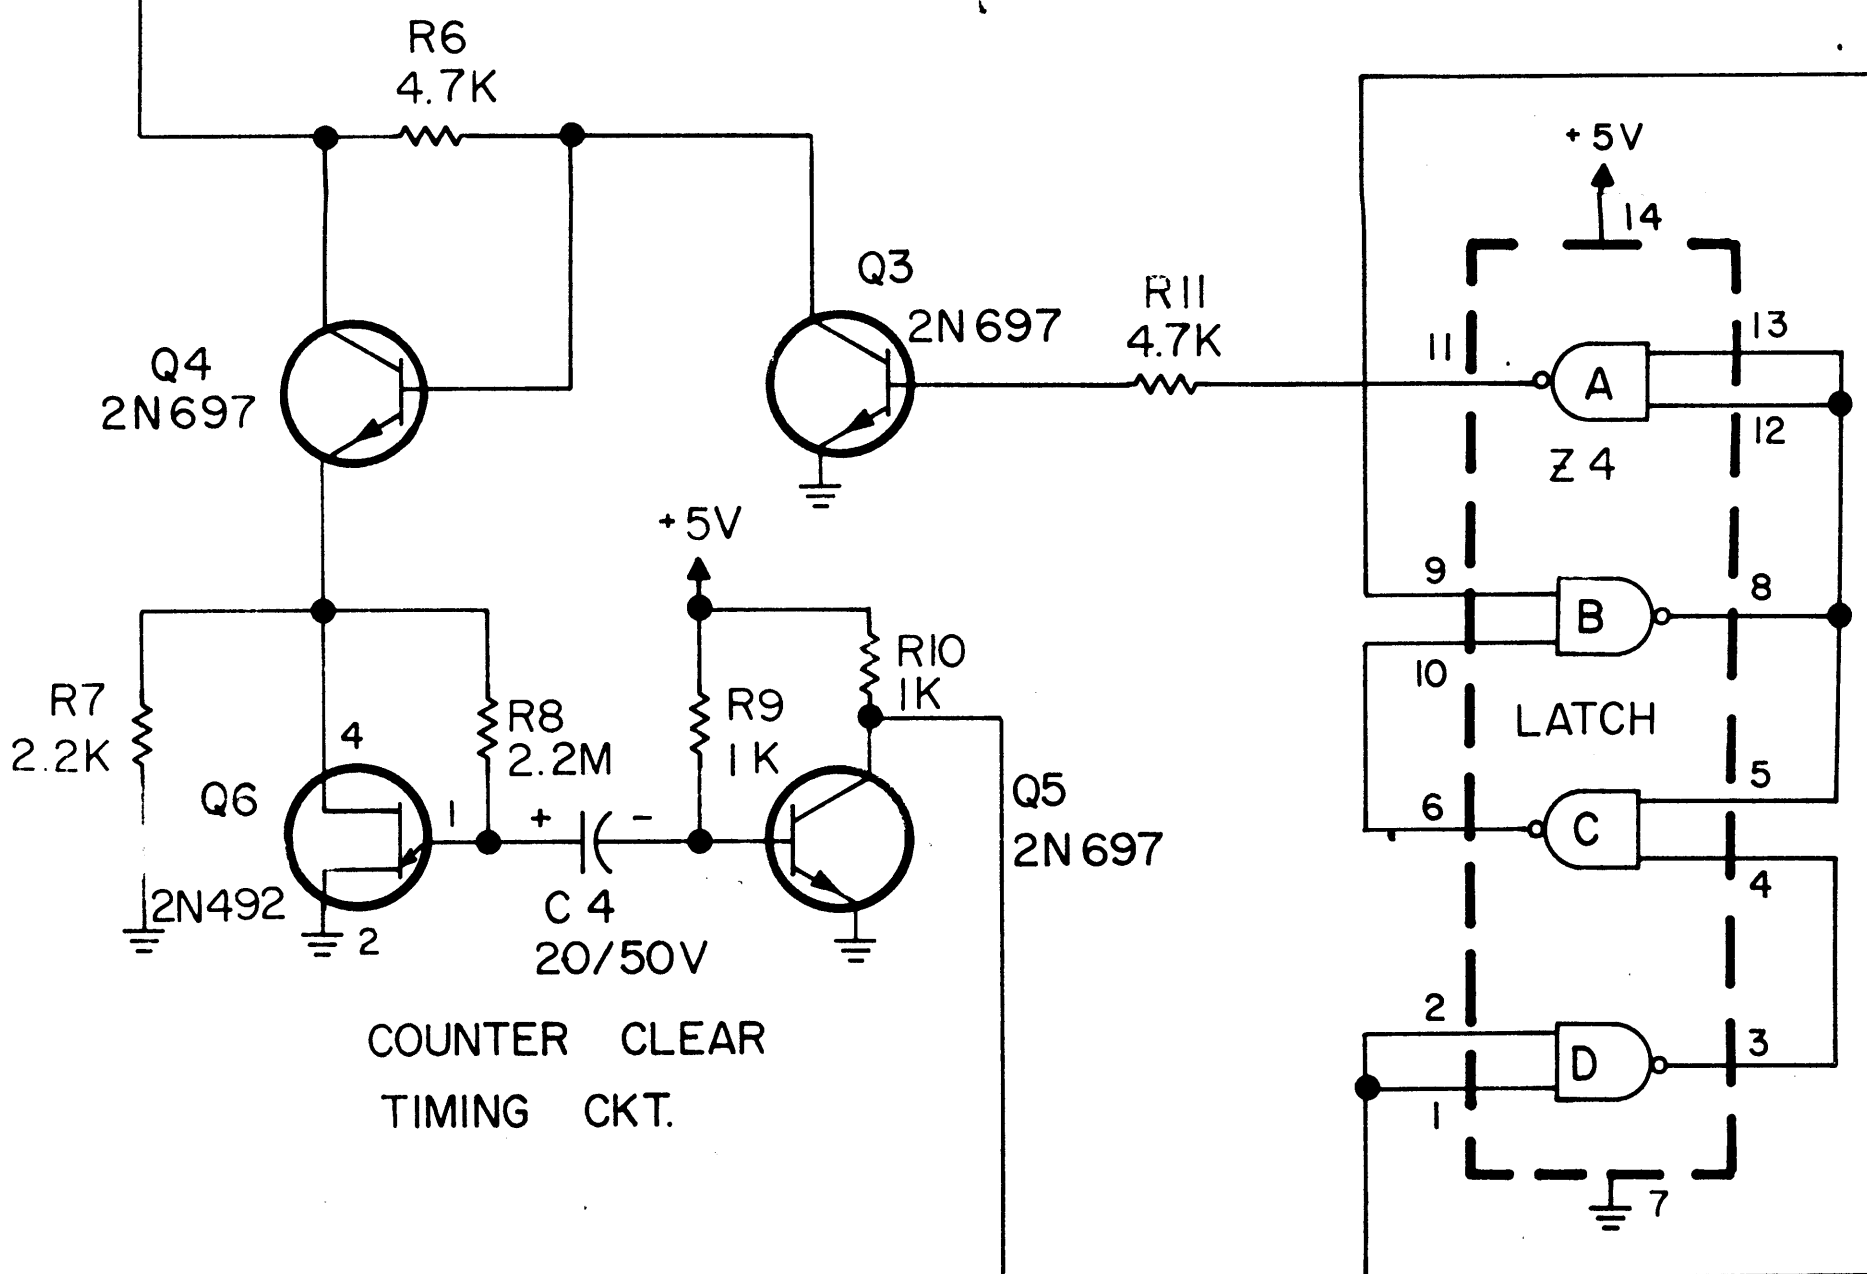 R6
4.7K
+5V
14
Q3
2N697
R11
4.7K
11
13
A
12
Z4
Q4
2N697
+5V
9
B
8
10
LATCH
R10
1K
R7
2.2K
4
R8
2.2M
R9
1K
Q6
1
+
-
Q5
2N697
6
C
5
4
2N492
2
C4
20/50V
COUNTER CLEAR
TIMING CKT.
2
D
3
1
7